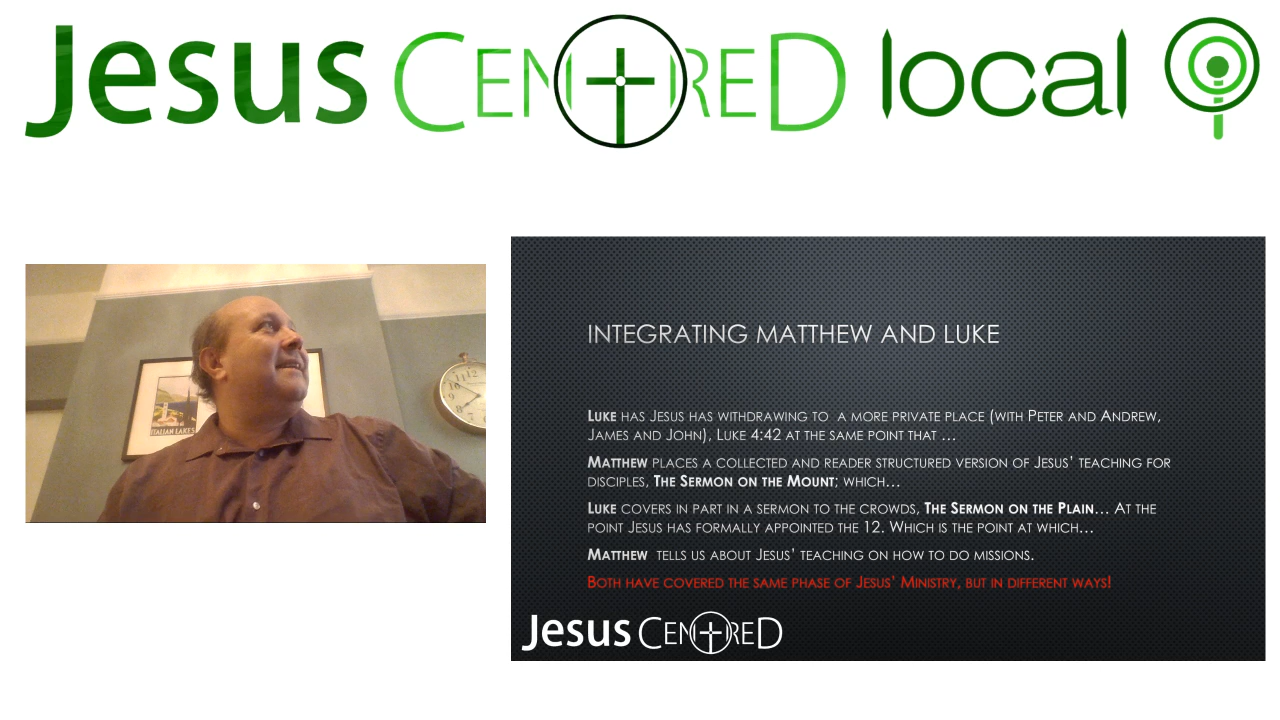 Jesus CENTRED local
ITALIAN LAKES
INTEGRATING MATTHEW AND LUKE
LUKE HAS JESUS HAS WITHDRAWING TO A MORE PRIVATE PLACE (WITH PETER AND ANDREW,
JAMES AND JOHN), LUKE 4:42 AT THE SAME POINT THAT …
MATTHEW PLACES A COLLECTED AND READER STRUCTURED VERSION OF JESUS’ TEACHING FOR
DISCIPLES, THE SERMON ON THE MOUNT; WHICH…
LUKE COVERS IN PART IN A SERMON TO THE CROWDS, THE SERMON ON THE PLAIN… AT THE
POINT JESUS HAS FORMALLY APPOINTED THE 12. WHICH IS THE POINT AT WHICH…
MATTHEW TELLS US ABOUT JESUS’ TEACHING ON HOW TO DO MISSIONS.
BOTH HAVE COVERED THE SAME PHASE OF JESUS’ MINISTRY, BUT IN DIFFERENT WAYS!
Jesus CENTRED